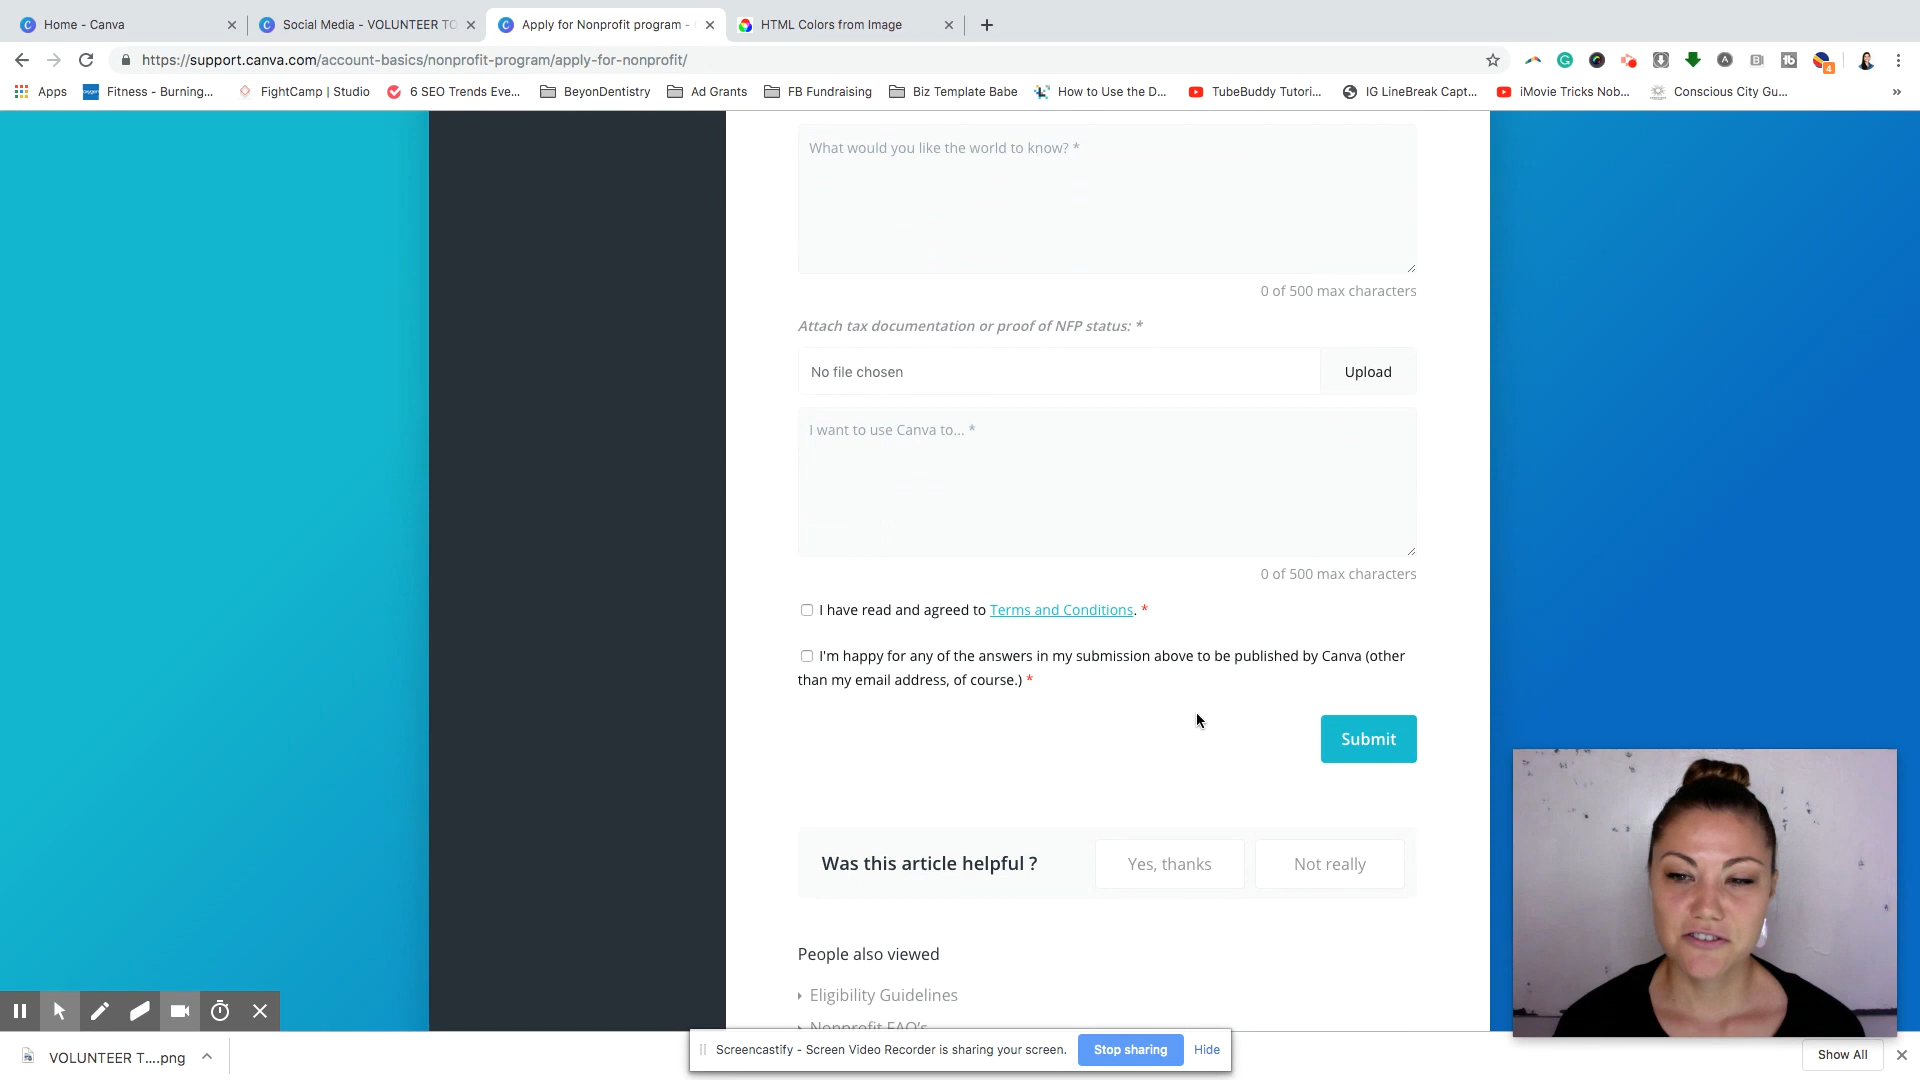 Home - Canva
Social Media - VOLUNTEER TO
Apply for Nonprofit program -
HTML Colors from Image
https://support.canva.com/account-basics/nonprofit-program/apply-for-nonprofit/
4
Apps
Fitness - Burning...
FightCamp | Studio
6 SEO Trends Eve...
BeyonDentistry
Ad Grants
FB Fundraising
Biz Template Babe
How to Use the D...
TubeBuddy Tutori...
IG LineBreak Capt...
iMovie Tricks Nob...
Conscious City Gu...
»
What would you like the world to know? *
0 of 500 max characters
Attach tax documentation or proof of NFP status: *
No file chosen
Upload
I want to use Canva to... *
0 of 500 max characters
I have read and agreed to Terms and Conditions. *
I'm happy for any of the answers in my submission above to be published by Canva (other
than my email address, of course.) *
Submit
Was this article helpful ?
Yes, thanks
Not really
People also viewed
Eligibility Guidelines
Nonprofit FAQ's
Screencastify - Screen Video Recorder is sharing your screen.
Stop sharing
Hide
VOLUNTEER T....png
Show All